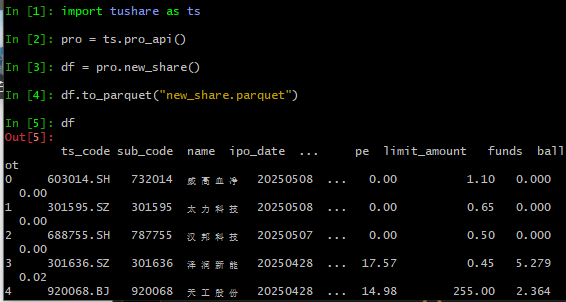 In [1]: import tushare as ts
In [2]: pro = ts.pro_api()
In [3]: df = pro.new_share()
In [4]: df.to_parquet("new_share.parquet")
In [5]: df
Out[5]:
ts_code sub_code name ipo_date ... pe limit_amount funds ball
ot
0 603014.SH 732014 威高血净 20250508 ... 0.00 1.10 0.000
0.00
1 301595.SZ 301595 太力科技 20250508 ... 0.00 0.65 0.000
0.00
2 688755.SH 787755 汉邦科技 20250507 ... 0.00 0.50 0.000
0.00
3 301636.SZ 301636 泽润新能 20250428 ... 17.57 0.45 5.279
0.02
4 920068.BJ 920068 天工股份 20250428 ... 14.98 255.00 2.364